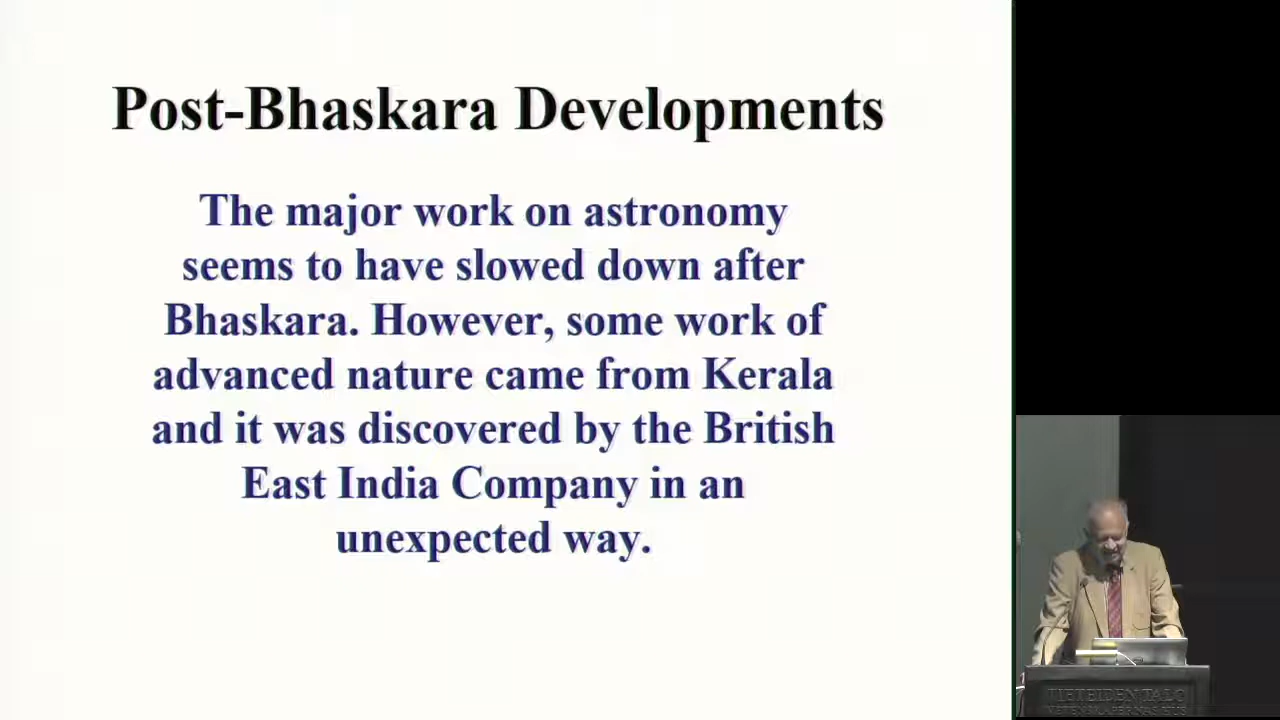 Post-Bhaskara Developments
The major work on astronomy
seems to have slowed down after
Bhaskara. However, some work of
advanced nature came from Kerala
and it was discovered by the British
East India Company in an
unexpected way.